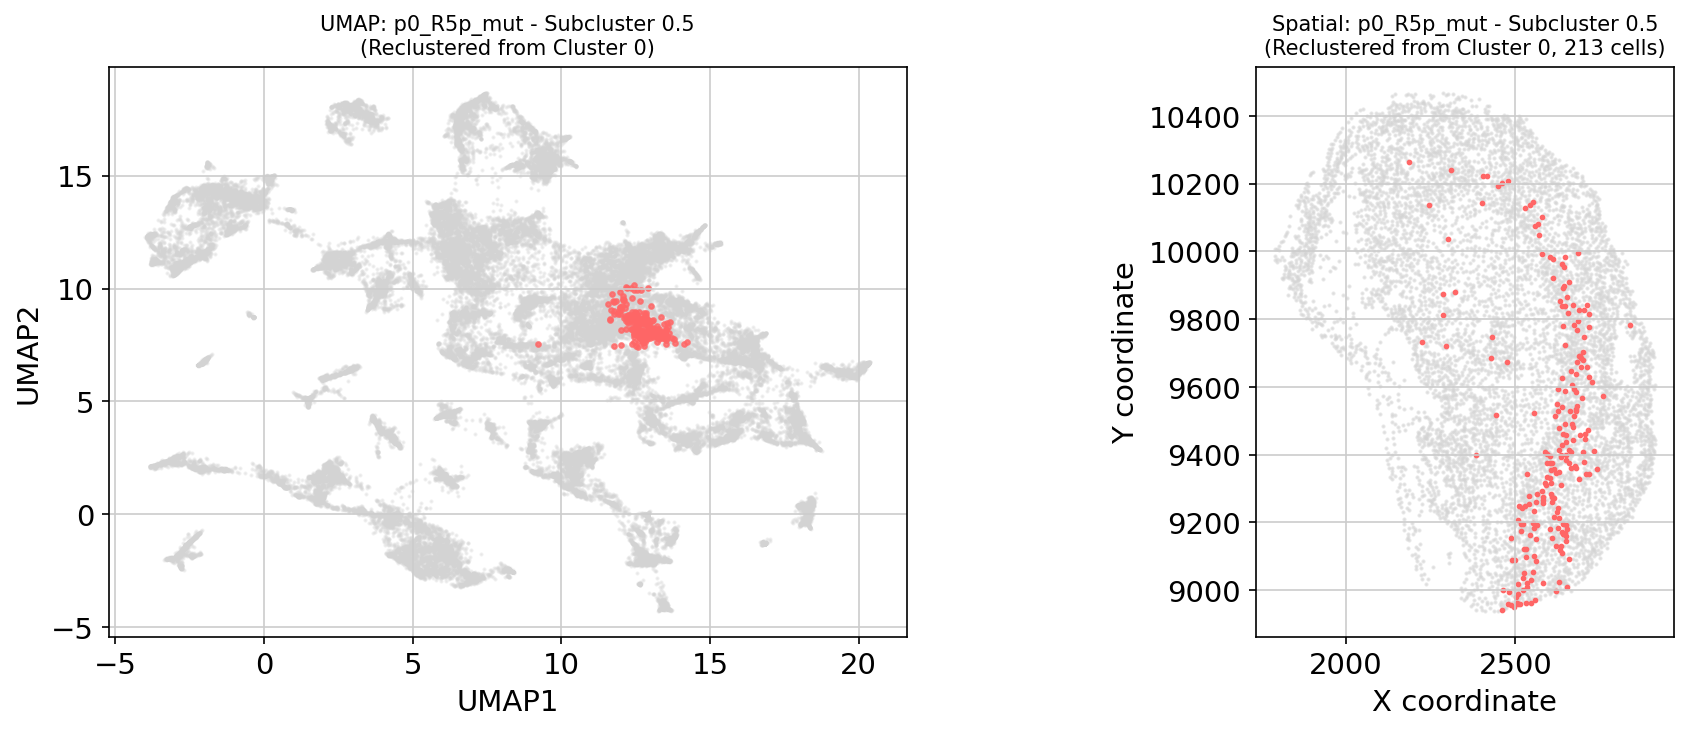 UMAP: p0_R5p_mut - Subcluster 0.5
(Reclustered from Cluster 0)
15
10
5
0
−5
UMAP2
−5
0
5
10
15
20
UMAP1
Spatial: p0_R5p_mut - Subcluster 0.5
(Reclustered from Cluster 0, 213 cells)
10400
10200
10000
9800
9600
9400
9200
9000
Y coordinate
2000
2500
X coordinate